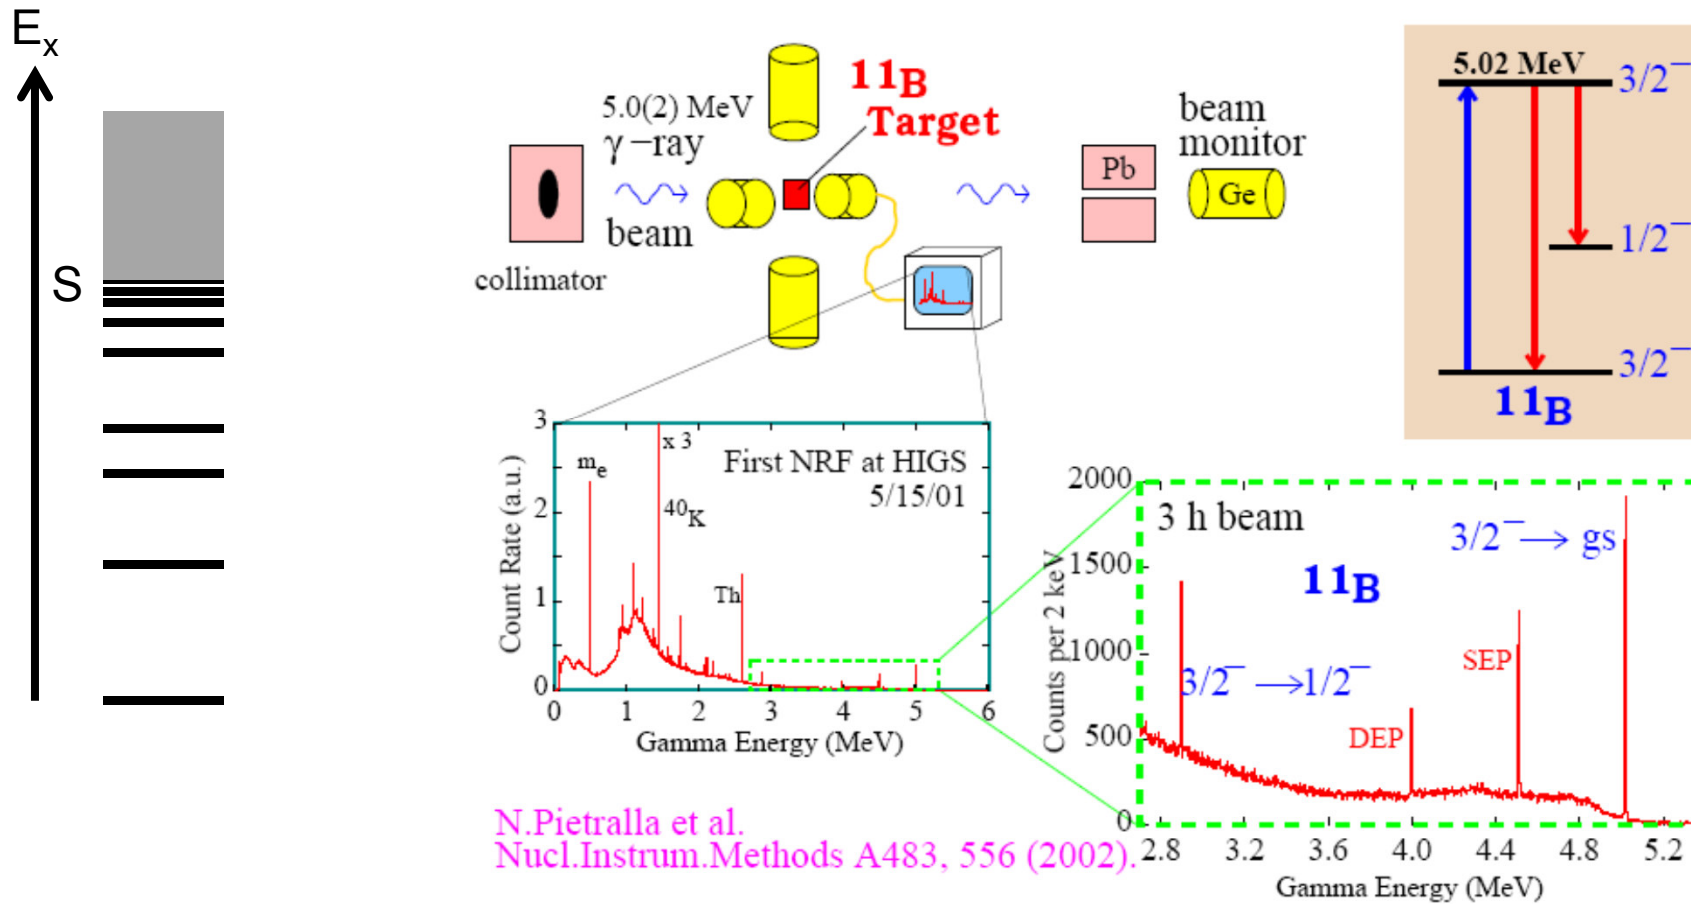 Ex
S
5.0(2) MeV
γ −ray
beam
collimator
11B
Target
beam
monitor
Pb
Ge
5.02 MeV
3/2−
1/2−
3/2−
11B
3
2
1
0
Count Rate (a.u.)
me
x 3
40K
Th
First NRF at HIGS
5/15/01
0 1 2 3 4 5 6
Gamma Energy (MeV)
2000
1500
1000
500
0
Counts per 2 keV
3 h beam
3/2− → gs
11B
SEP
3/2− →1/2−
DEP
2.8 3.2 3.6 4.0 4.4 4.8 5.2
Gamma Energy (MeV)
N.Pietralla et al.
Nucl.Instrum.Methods A483, 556 (2002).